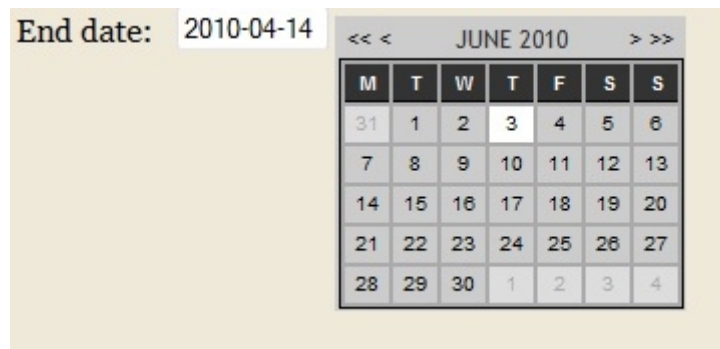 End date: 2010-04-14
<< < JUNE 2010 > >>
M T W T F S S
31 1 2 3 4 5 6
7 8 9 10 11 12 13
14 15 16 17 18 19 20
21 22 23 24 25 26 27
28 29 30 1 2 3 4